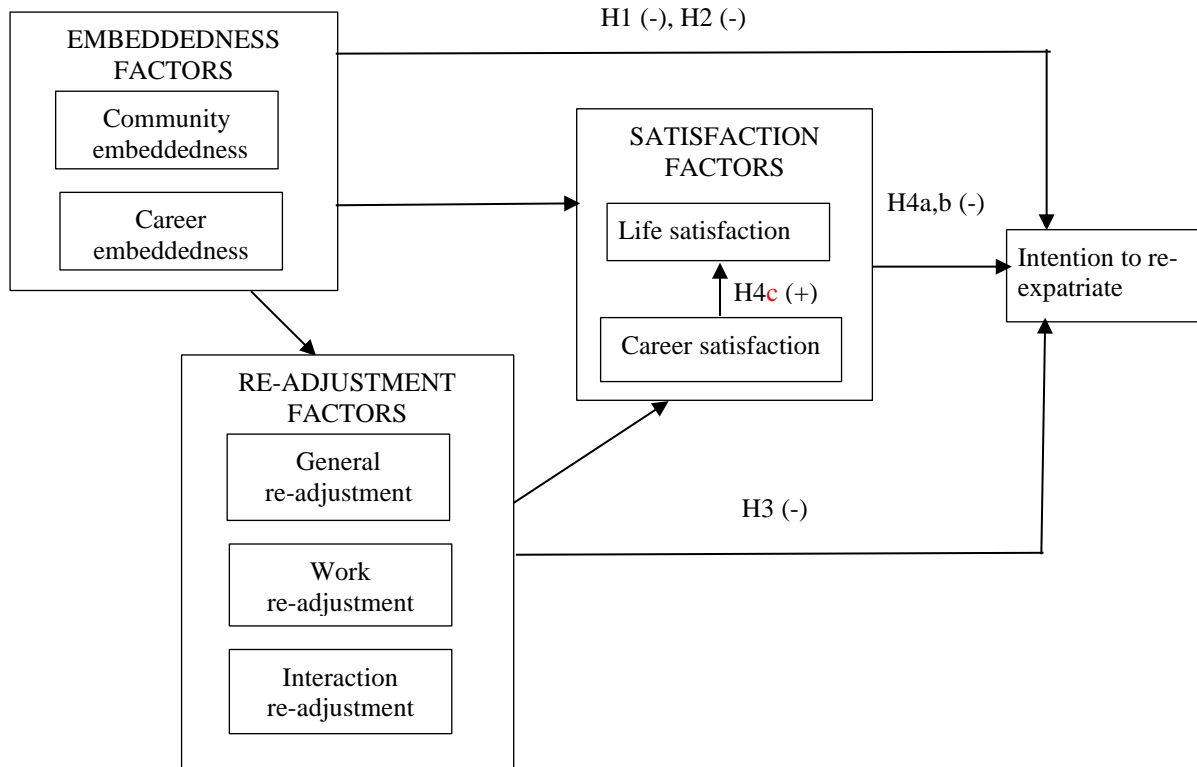 H1 (-), H2 (-)
EMBEDDEDNESS
FACTORS
Community
embeddedness
Career
embeddedness
SATISFACTION
FACTORS
Life satisfaction
H4c (+)
Career satisfaction
H4a,b (-)
Intention to re-
expatriate
RE-ADJUSTMENT
FACTORS
General
re-adjustment
Work
re-adjustment
Interaction
re-adjustment
H3 (-)